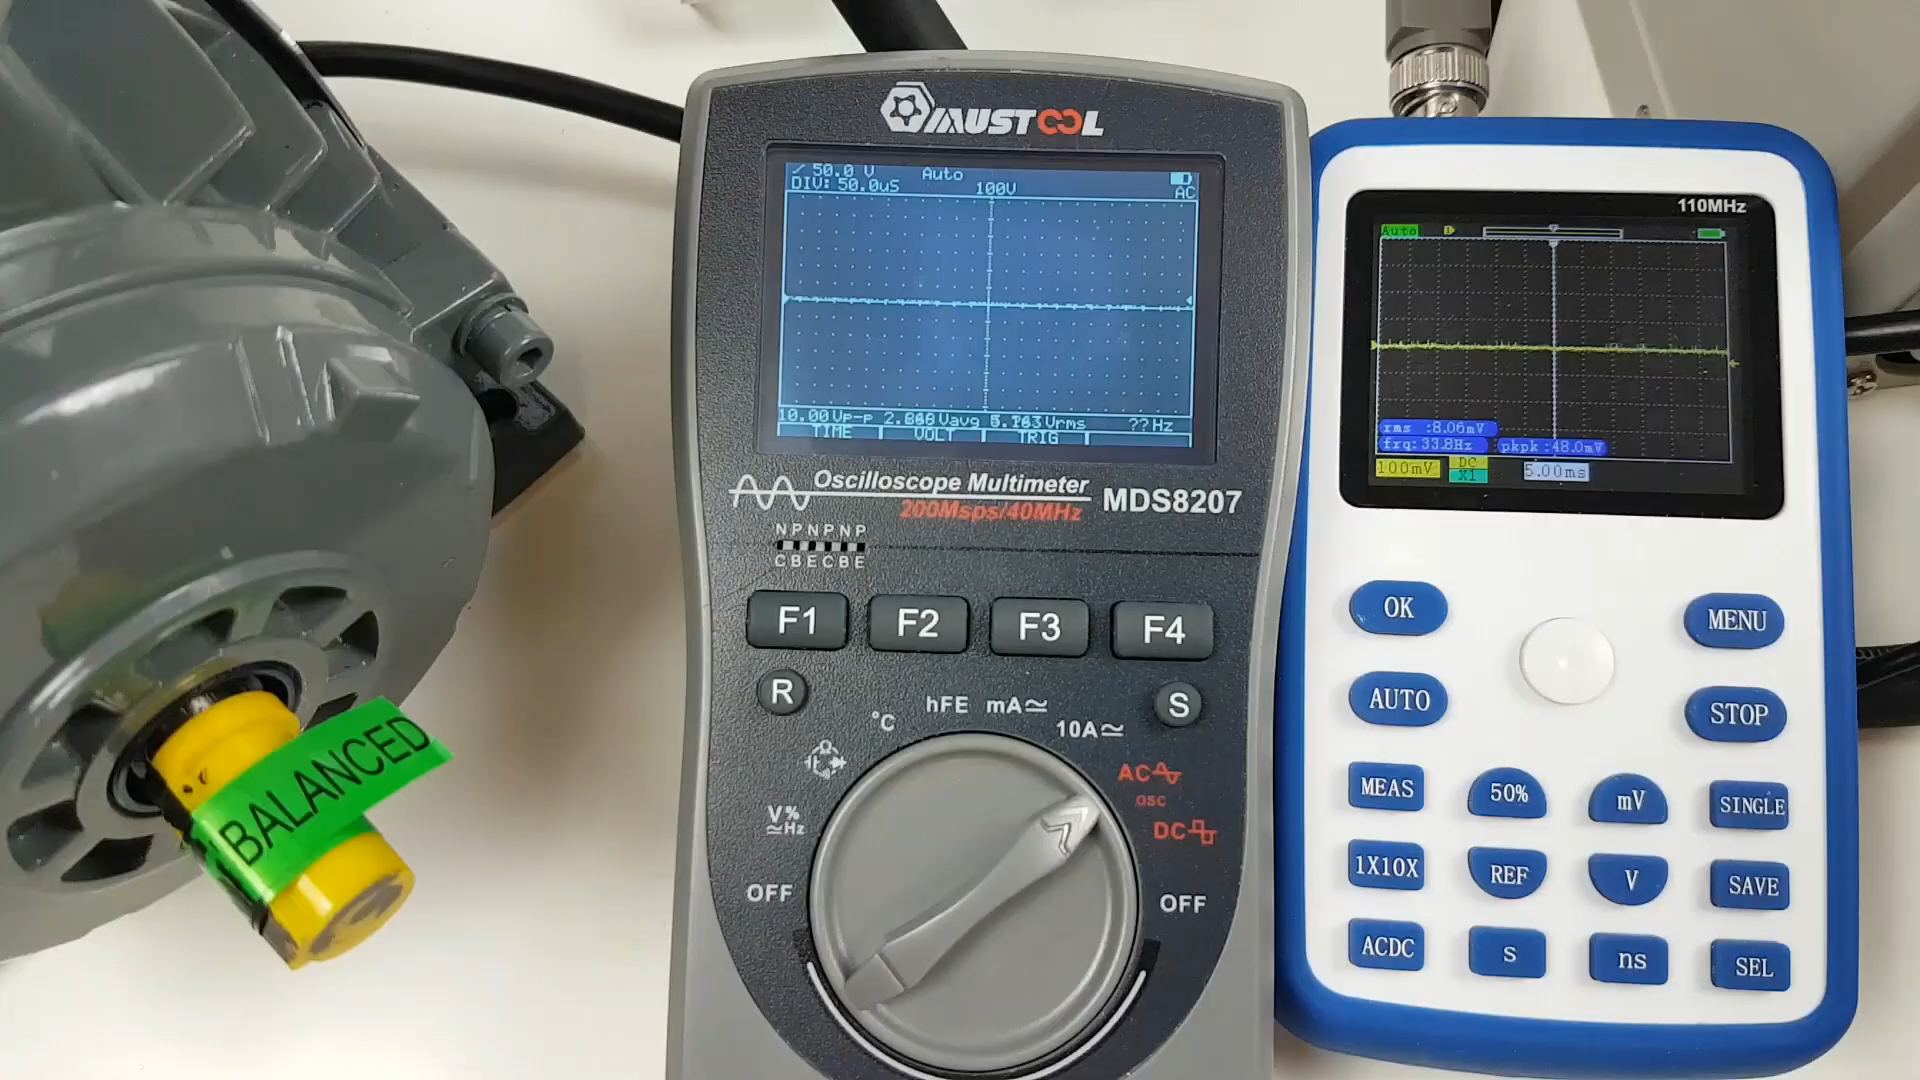 BALANCED
MUSTOOL
50.0 V Auto
DIV: 50.0uS 100V AC
10.00Vp-p Vavg Vrms ??Hz
TIME VOLT TRIG
Oscilloscope Multimeter
200Msps/40MHz MDS8207
NPNPNP
CBECBE
F1 F2 F3 F4
R S
°C hFE mA 10A
Ω
V% Hz
AC
OSC
DC
OFF OFF
110MHz
Auto 1
rms :8.06mV
frq:33.8Hz pkpk:48.0mV
100mV DC X1 5.00ms
OK MENU
AUTO STOP
MEAS 50% mV SINGLE
1X10X REF V SAVE
ACDC S ns SEL